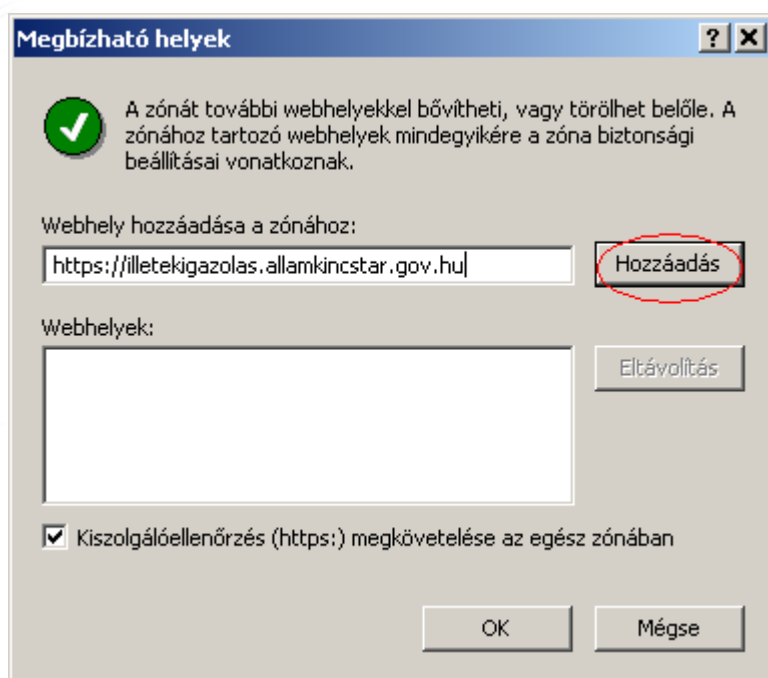 Megbízható helyek
A zónát további webhelyekkel bővítheti, vagy törölhet belőle. A
zónához tartozó webhelyek mindegyikére a zóna biztonsági
beállításai vonatkoznak.
Webhely hozzáadása a zónához:
https://illetekigazolas.allamkincstar.gov.hu
Hozzáadás
Webhelyek:
Eltávolítás
Kiszolgálóellenőrzés (https:) megkövetelése az egész zónában
OK
Mégse